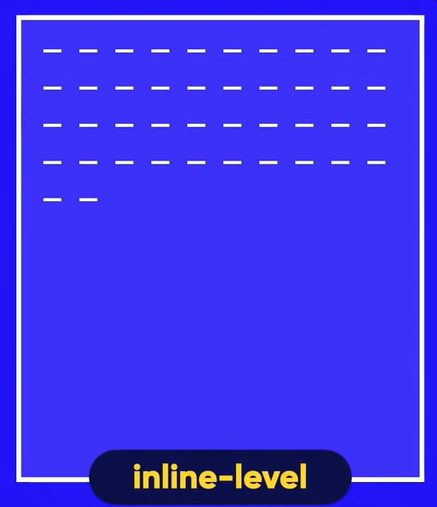 — — — — — — — — — —
— — — — — — — — — —
— — — — — — — — — —
— — — — — — — — — —
— —
inline-level